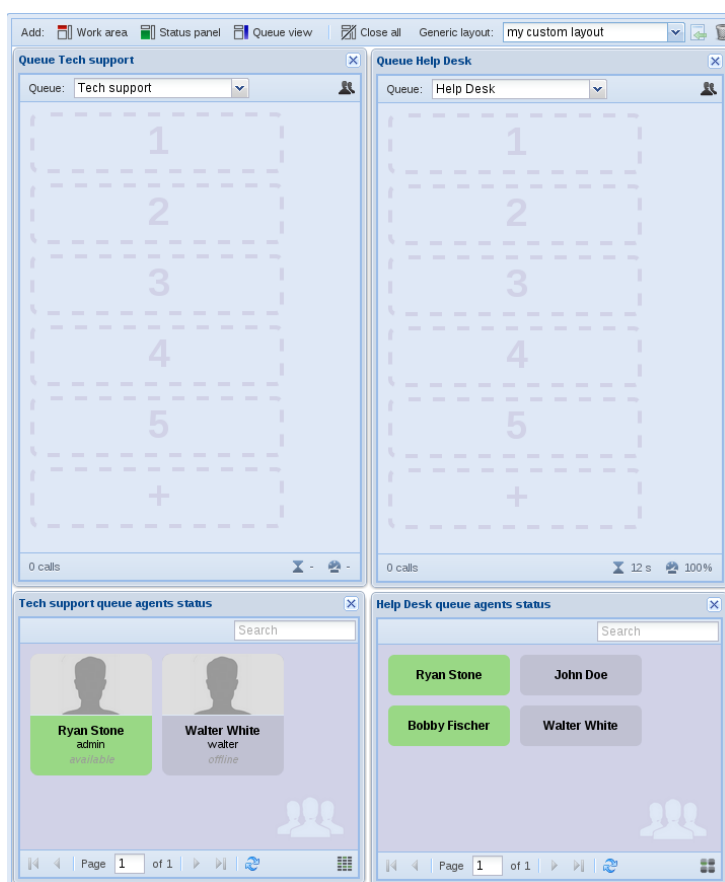 Add: Work area Status panel Queue view Close all Generic layout: my custom layout
Queue Tech support
Queue: Tech support
1
2
3
4
5
+
0 calls - -
Queue Help Desk
Queue: Help Desk
1
2
3
4
5
+
0 calls 12 s 100%
Tech support queue agents status
Search
Ryan Stone
admin
available
Walter White
walter
offline
Page 1 of 1
Help Desk queue agents status
Search
Ryan Stone John Doe
Bobby Fischer Walter White
Page 1 of 1